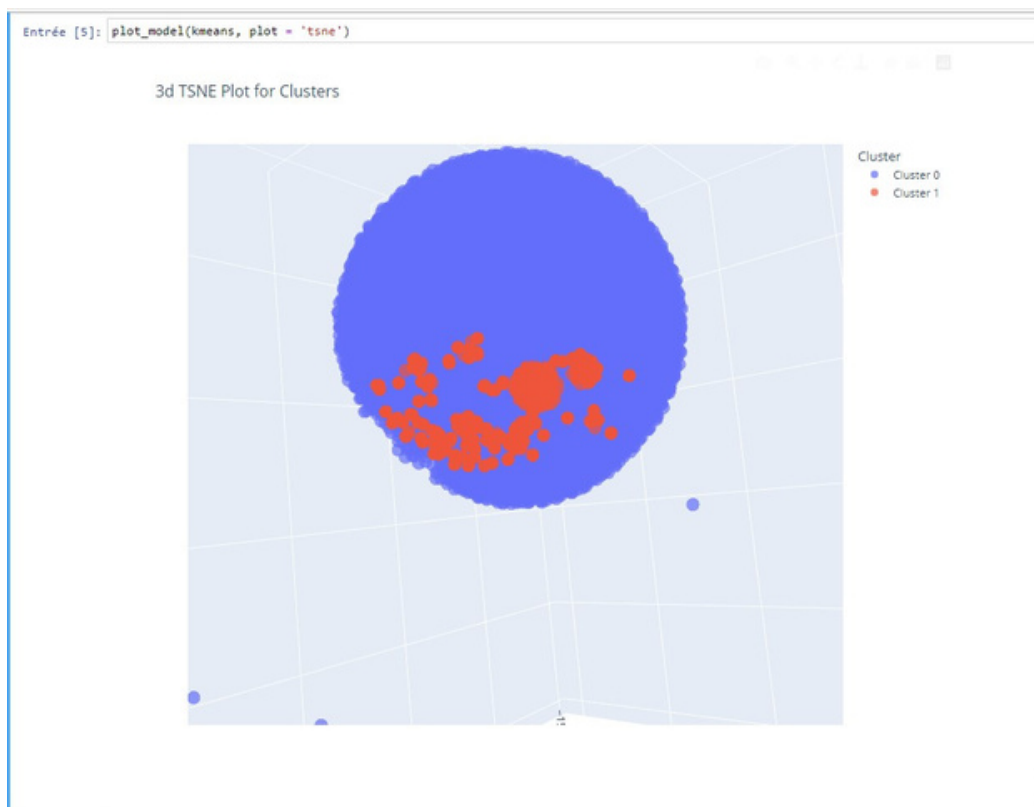 Entrée [5]: plot_model(kmeans, plot = 'tsne')
3d TSNE Plot for Clusters
Cluster
Cluster 0
Cluster 1